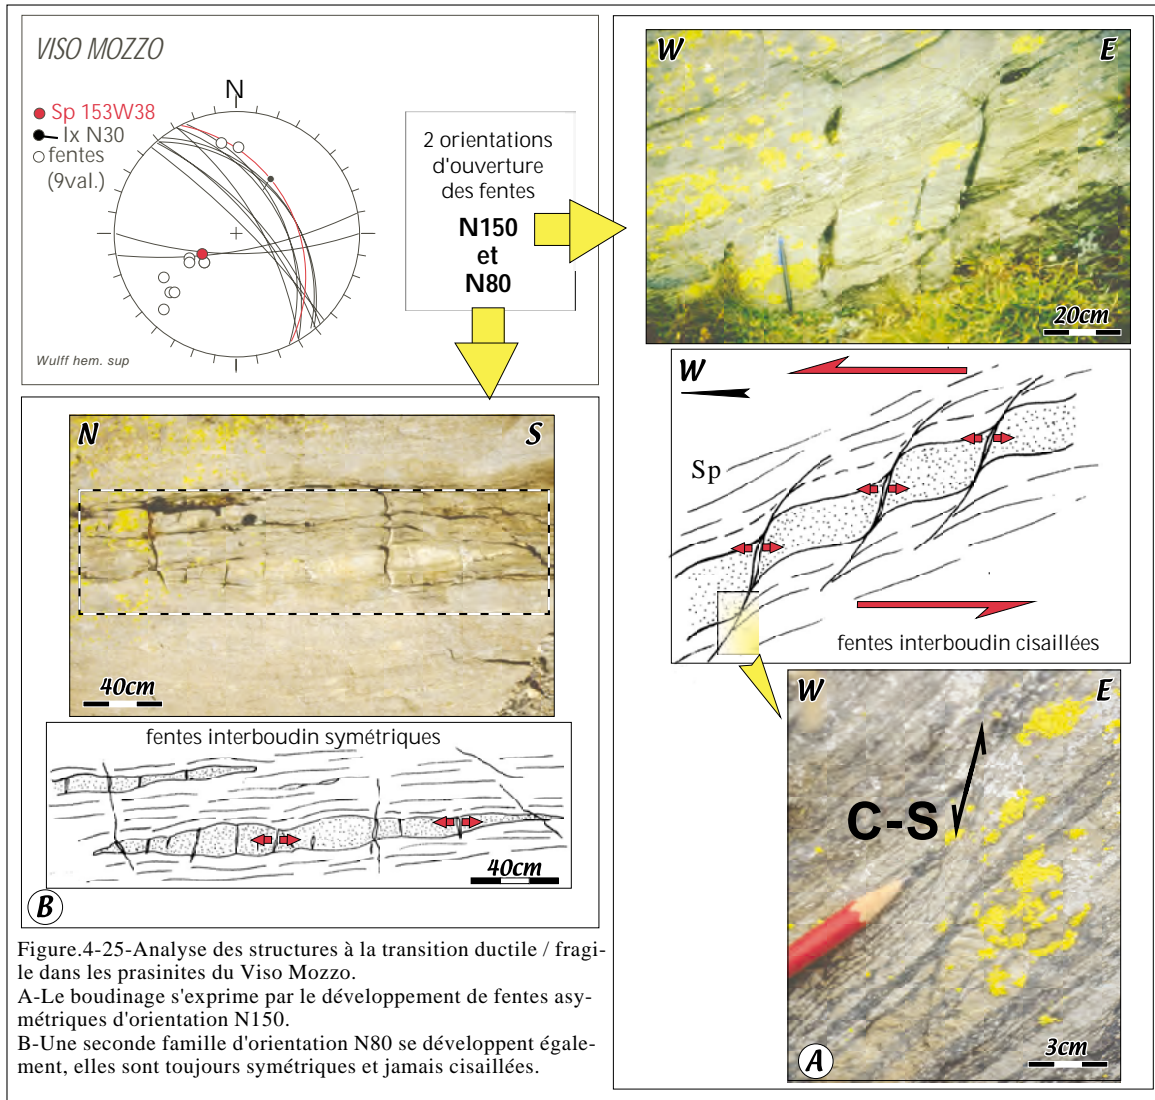 VISO MOZZO
N
Sp 153W38
lx N30
fentes
(9val.)
Wulff hem. sup
2 orientations
d'ouverture
des fentes
N150
et
N80
W
E
20cm
W
Sp
fentes interboudin cisaillées
W
E
C-S
3cm
A
N
S
40cm
fentes interboudin symétriques
40cm
B
Figure.4-25-Analyse des structures à la transition ductile / fragi-
le dans les prasinites du Viso Mozzo.
A-Le boudinage s'exprime par le développement de fentes asy-
métriques d'orientation N150.
B-Une seconde famille d'orientation N80 se développent égale-
ment, elles sont toujours symétriques et jamais cisaillées.